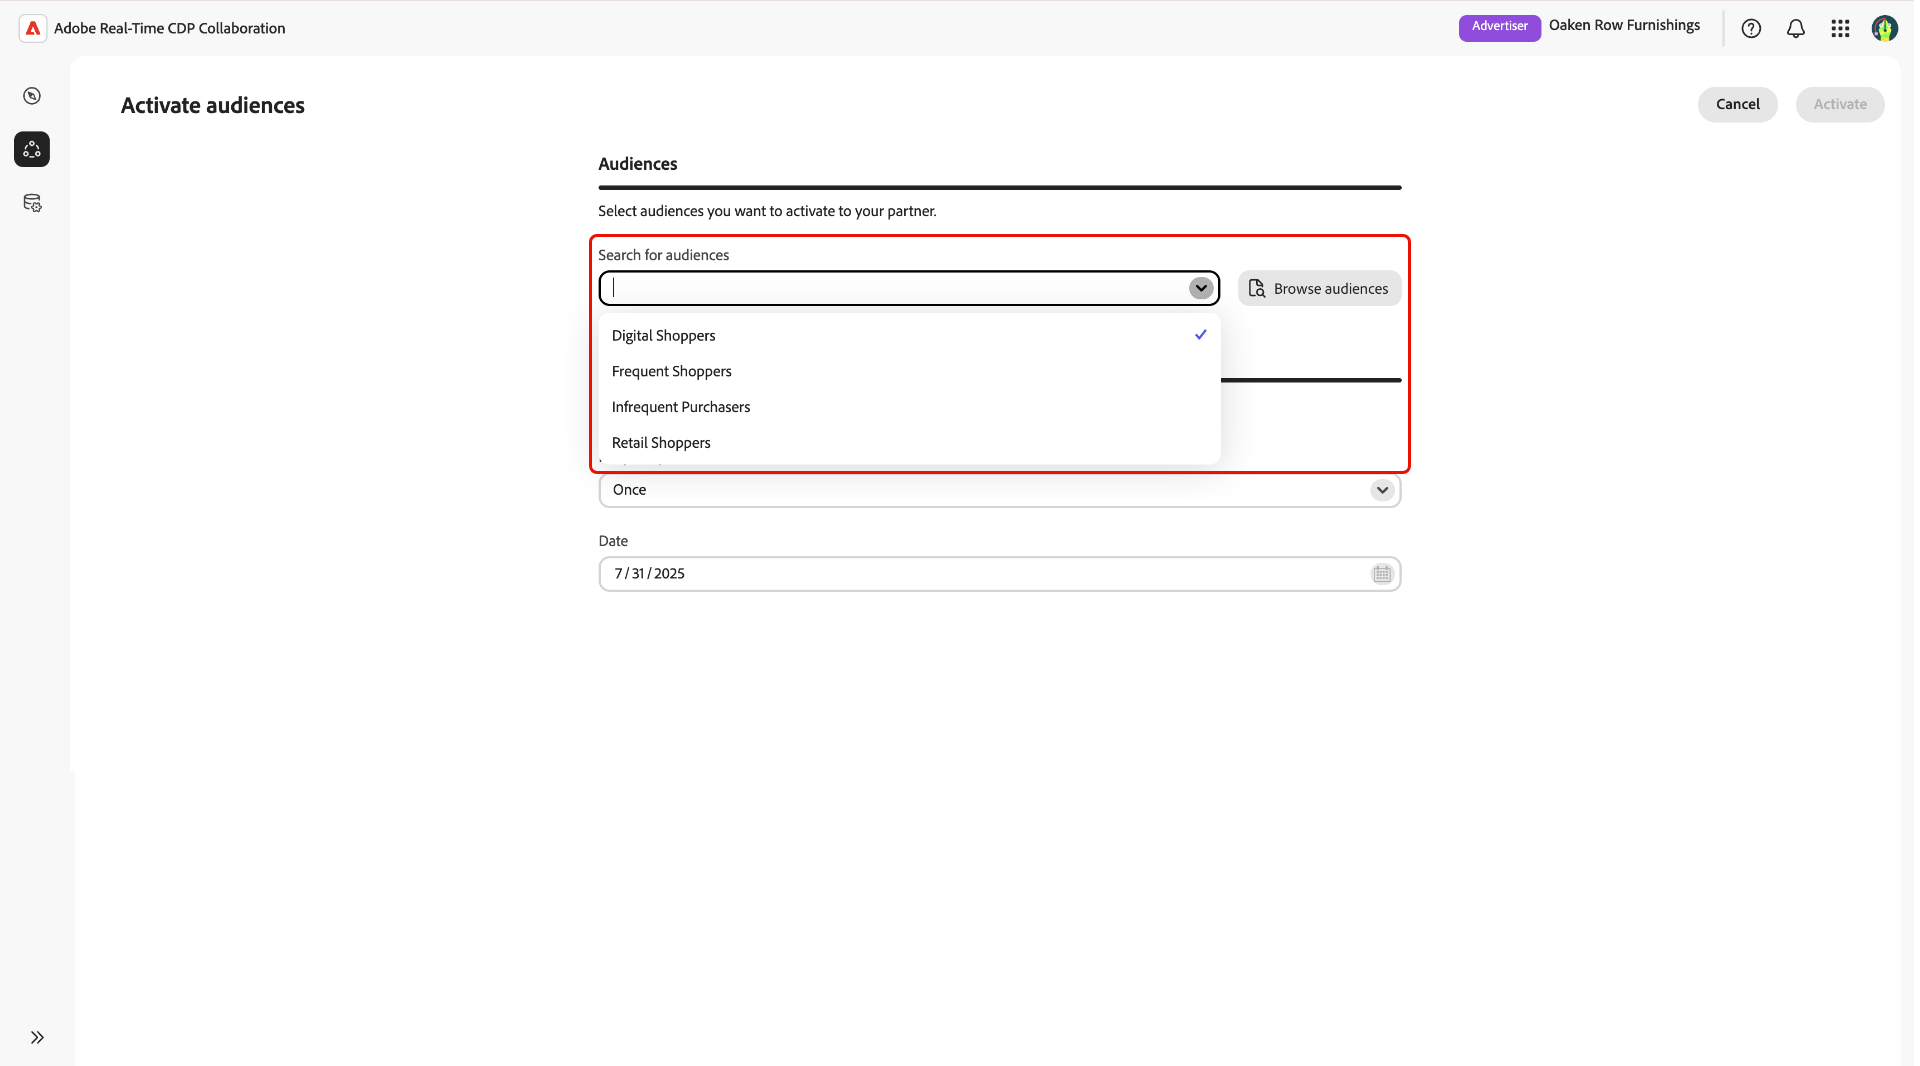 Adobe Real-Time CDP Collaboration
Advertiser
Oaken Row Furnishings
Activate audiences
Cancel
Activate
Audiences
Select audiences you want to activate to your partner.
Search for audiences
Browse audiences
Digital Shoppers
Frequent Shoppers
Infrequent Purchasers
Retail Shoppers
Once
Date
7 / 31 / 2025